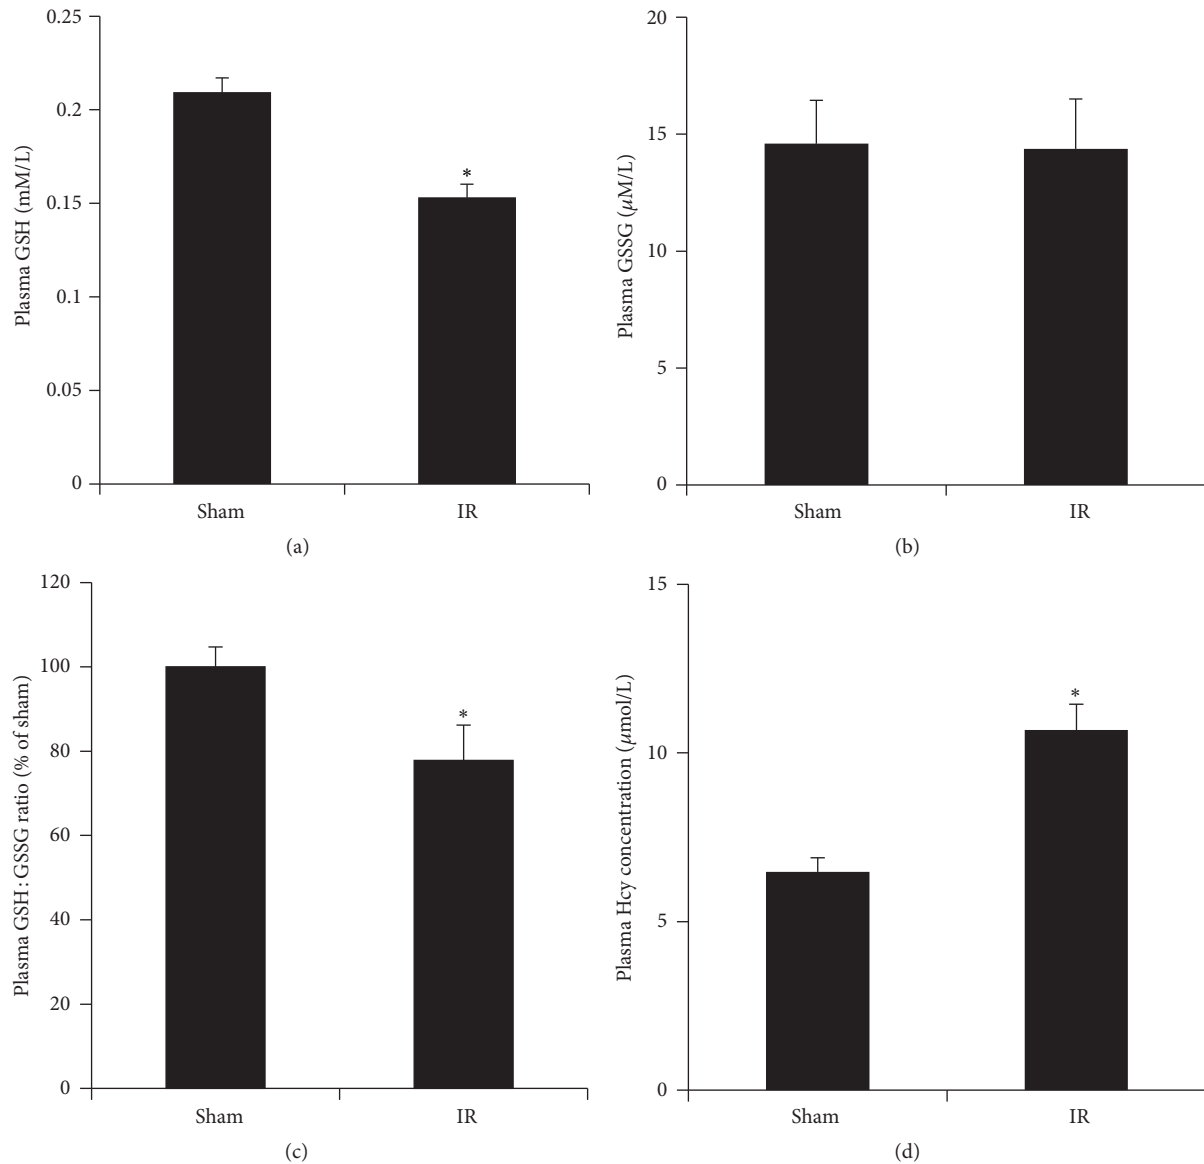 0.25
0.2
0.15
0.1
0.05
0
Plasma GSH (mM/L)
*
Sham IR
(a)
20
15
10
5
0
Plasma GSSG (µM/L)
Sham IR
(b)
120
100
80
60
40
20
0
Plasma GSH:GSSG ratio (% of sham)
*
Sham IR
(c)
15
10
5
0
Plasma Hcy concentration (µmol/L)
*
Sham IR
(d)